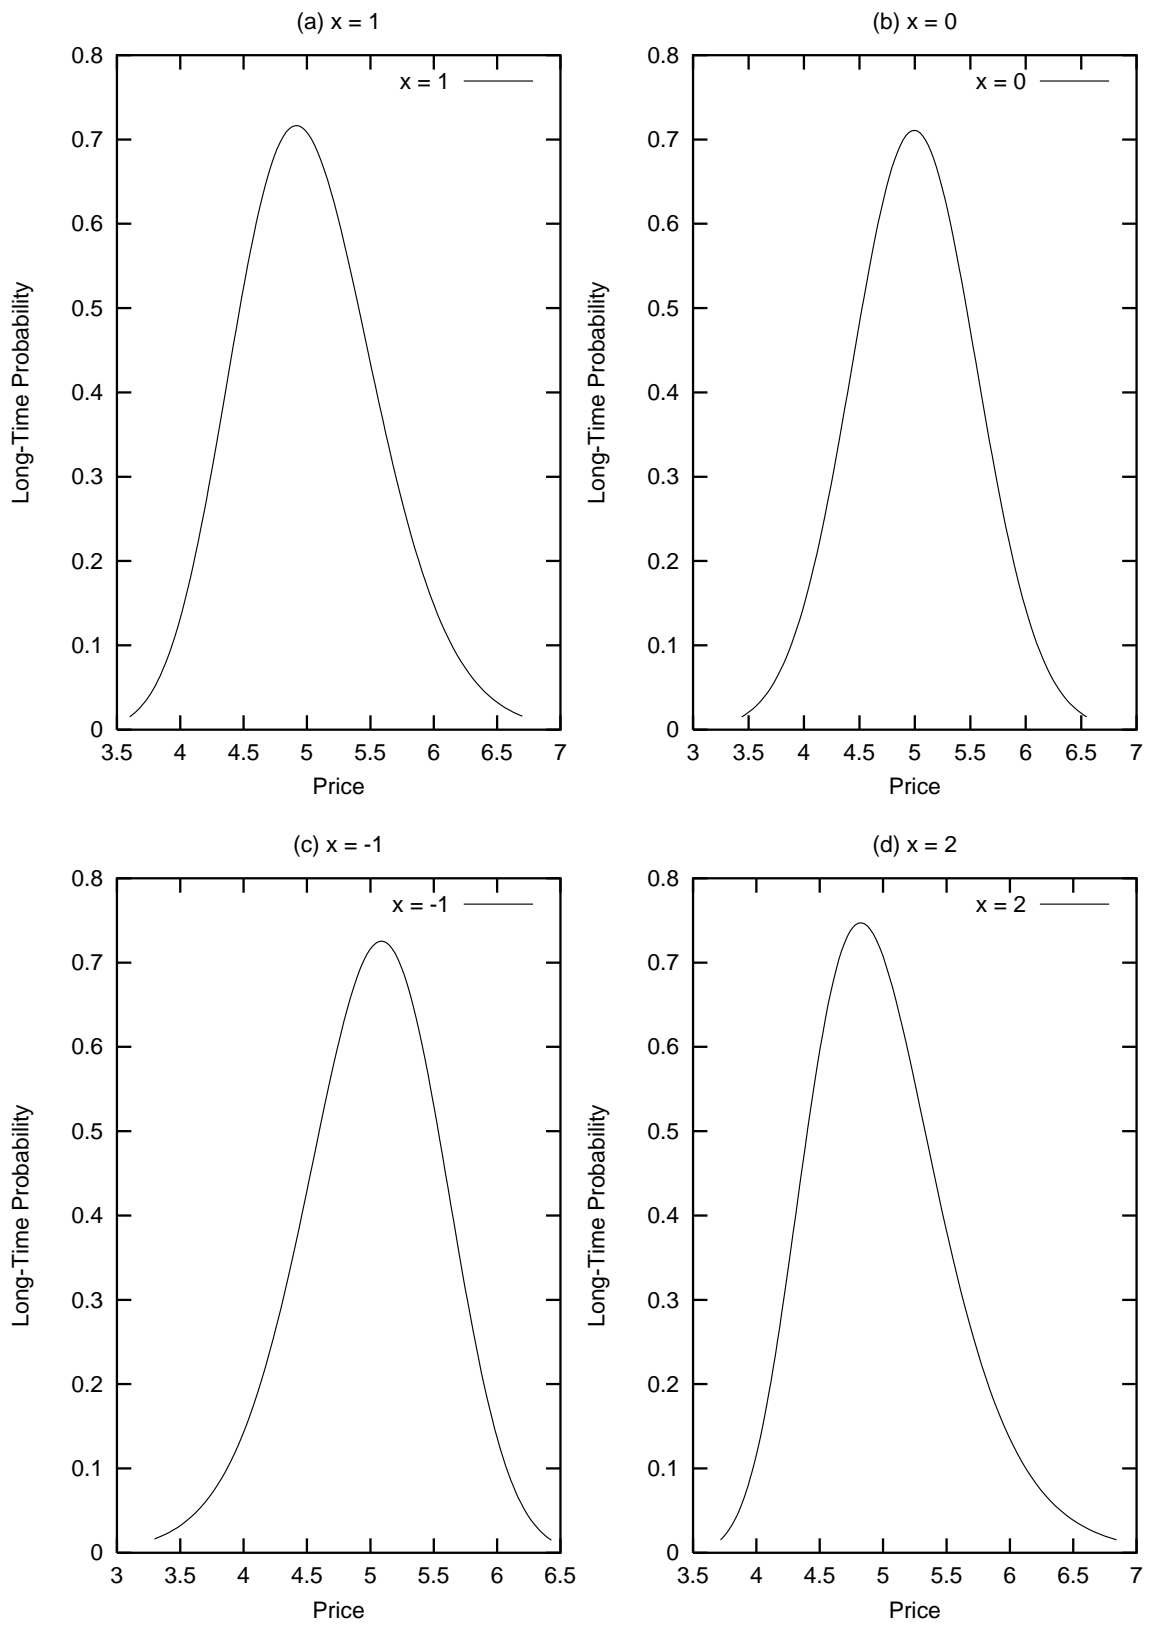 (a) x = 1
0.8
0.7
0.6
0.5
0.4
0.3
0.2
0.1
0
3.5 4 4.5 5 5.5 6 6.5 7
Long-Time Probability
Price
x = 1
(b) x = 0
0.8
0.7
0.6
0.5
0.4
0.3
0.2
0.1
0
3 3.5 4 4.5 5 5.5 6 6.5 7
Long-Time Probability
Price
x = 0
(c) x = -1
0.8
0.7
0.6
0.5
0.4
0.3
0.2
0.1
0
3 3.5 4 4.5 5 5.5 6 6.5
Long-Time Probability
Price
x = -1
(d) x = 2
0.8
0.7
0.6
0.5
0.4
0.3
0.2
0.1
0
3.5 4 4.5 5 5.5 6 6.5 7
Long-Time Probability
Price
x = 2